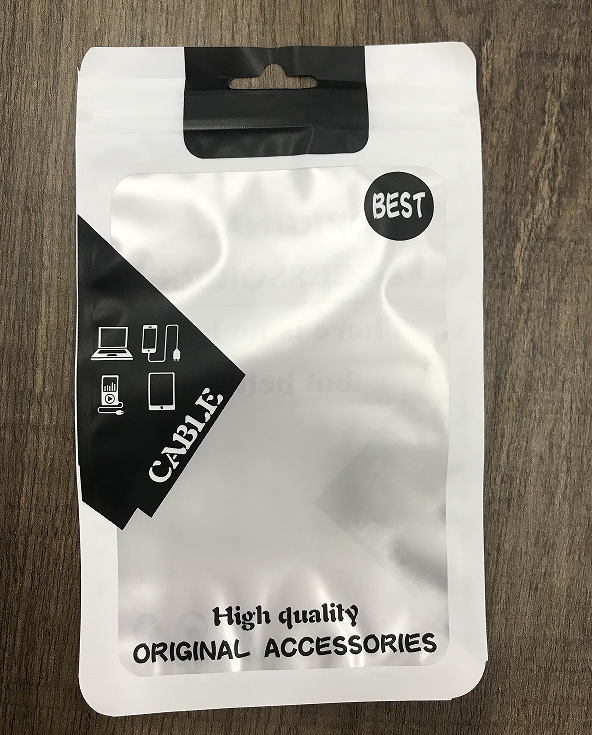 BEST
CABLE
High quality
ORIGINAL ACCESSORIES